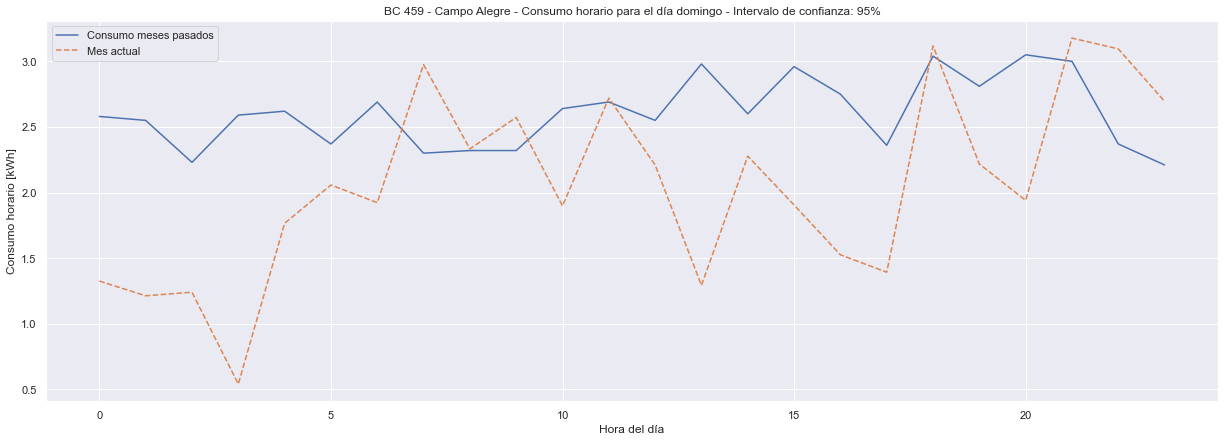 BC 459 - Campo Alegre - Consumo horario para el día domingo - Intervalo de confianza: 95%
Consumo meses pasados
Mes actual
Consumo horario [kWh]
3.0
2.5
2.0
1.5
1.0
0.5
0 5 10 15 20
Hora del día